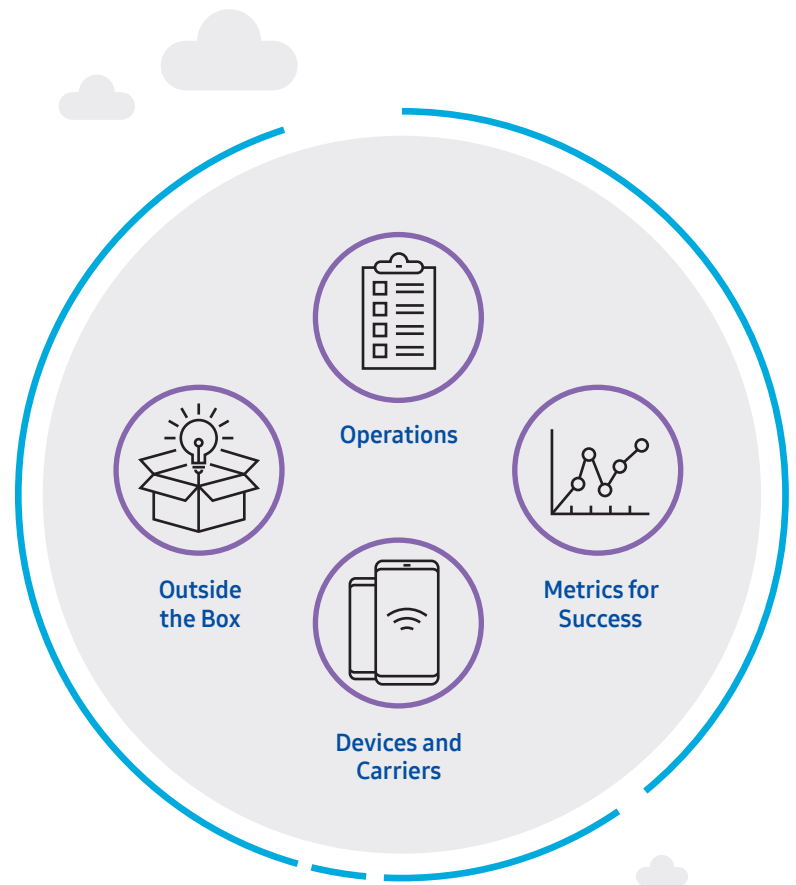 Operations
Outside
the Box
Metrics for
Success
Devices and
Carriers